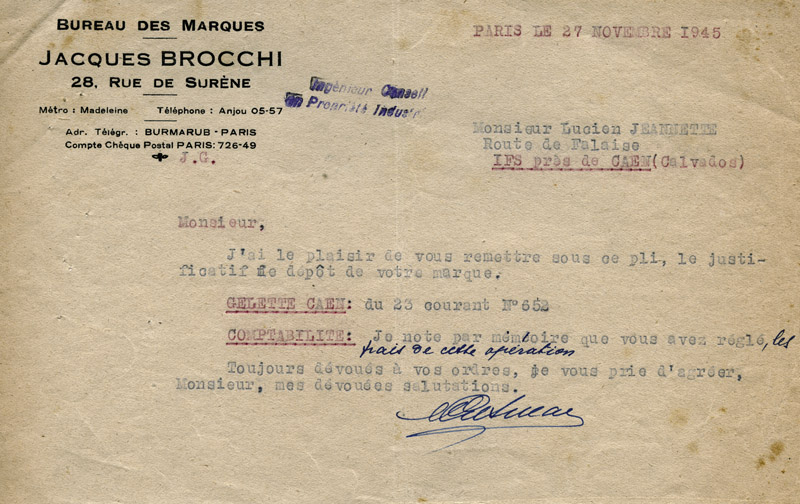 BUREAU DES MARQUES
JACQUES BROCCHI
28, RUE DE SURÈNE
Métro : Madeleine Téléphone : Anjou 05-57
Adr. Télégr. : BURMARUB - PARIS
Compte Chèque Postal PARIS: 726-49
J.G.
Ingénieur Conseil
en Propriété Industri
PARIS LE 27 NOVEMBRE 1945
Monsieur Lucien JEANNETTE
Route de Falaise
IFS près de CAEN(Calvados)
Monsieur,
J'ai le plaisir de vous remettre sous ce pli, le justi-
ficatif de dépôt de votre marque.
GELETTE CAEN: du 23 courant N°652
COMPTABILITE: Je note par mémoire que vous avez réglé, les
frais de cette opération
Toujours dévoués à vos ordres, je vous prie d'agréer,
Monsieur, mes dévouées salutations.